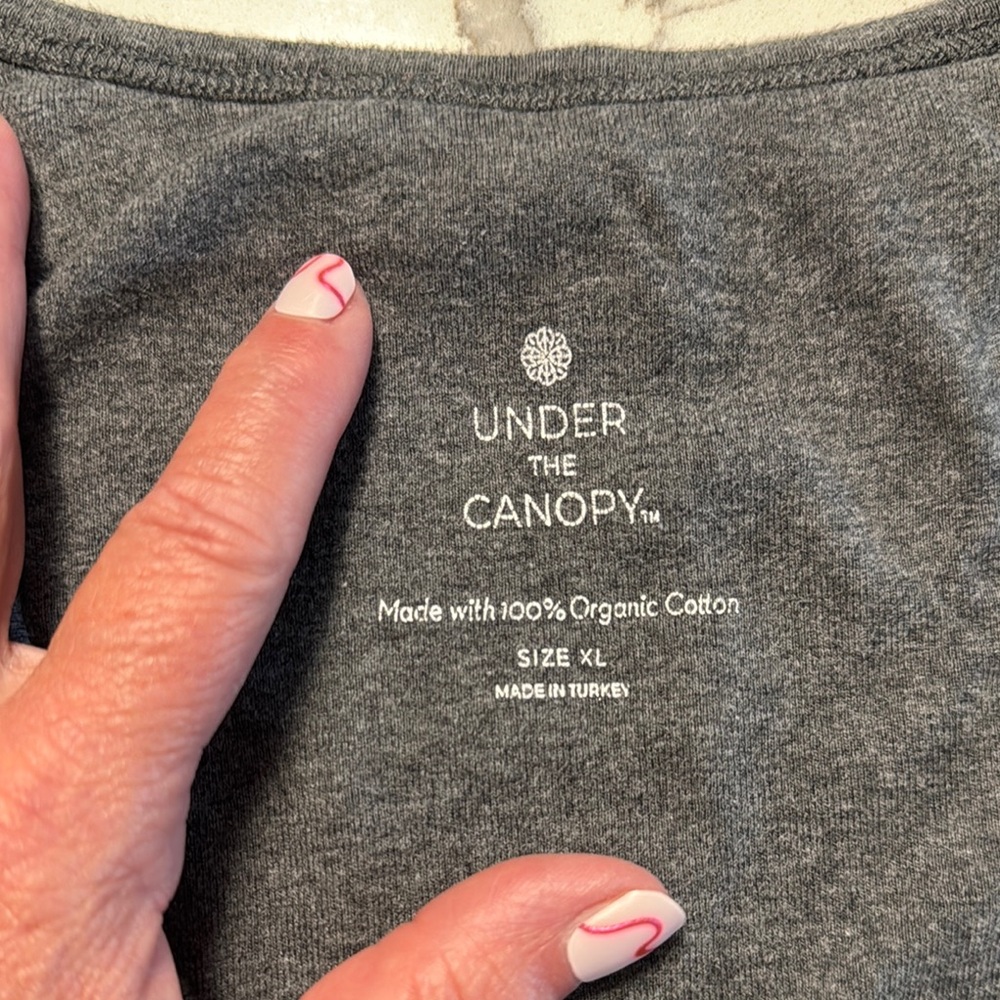 UNDER
THE
CANOPY™
Made with 100% Organic Cotton
SIZE XL
MADE IN TURKEY